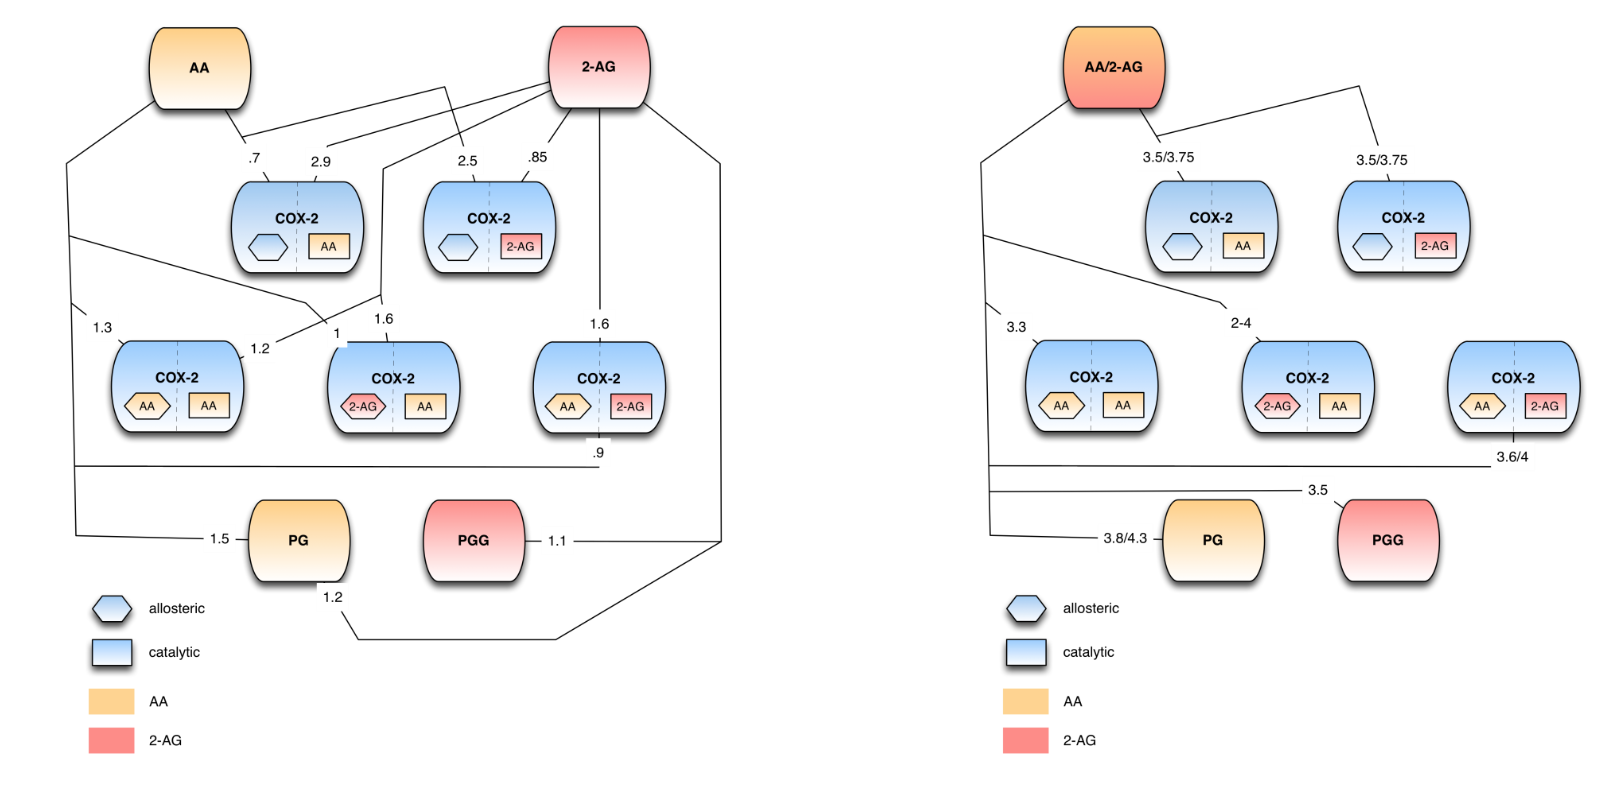 AA
2-AG
.7
2.9
2.5
.85
COX-2
AA
COX-2
2-AG
1.3
1.2
1
1.6
1.6
COX-2
AA
AA
COX-2
2-AG
AA
COX-2
AA
2-AG
.9
1.5
PG
PGG
1.1
1.2
allosteric
catalytic
AA
2-AG
AA/2-AG
3.5/3.75
3.5/3.75
COX-2
AA
COX-2
2-AG
3.3
2-4
COX-2
AA
AA
COX-2
2-AG
AA
COX-2
AA
2-AG
3.6/4
3.5
3.8/4.3
PG
PGG
allosteric
catalytic
AA
2-AG